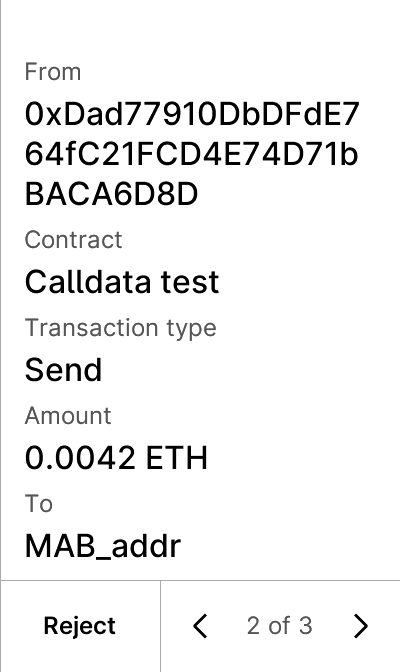 From
0xDad77910DbDFdE7
64fC21FCD4E74D71b
BACA6D8D
Contract
Calldata test
Transaction type
Send
Amount
0.0042 ETH
To
MAB_addr
Reject
2 of 3